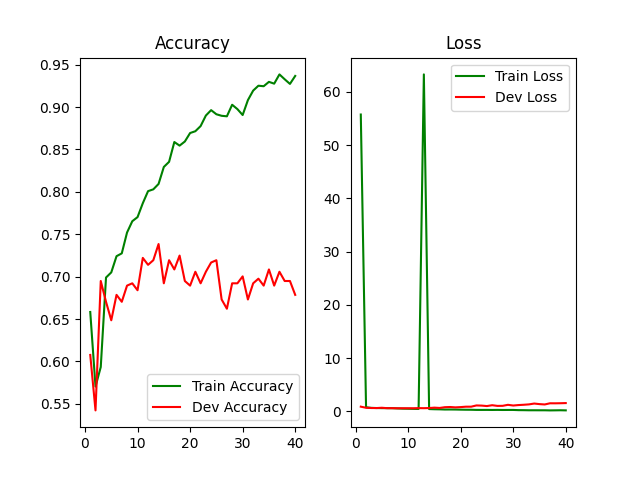 Accuracy
0.95
0.90
0.85
0.80
0.75
0.70
0.65
0.60
0.55
0 10 20 30 40
Train Accuracy
Dev Accuracy
Loss
60
50
40
30
20
10
0
0 10 20 30 40
Train Loss
Dev Loss